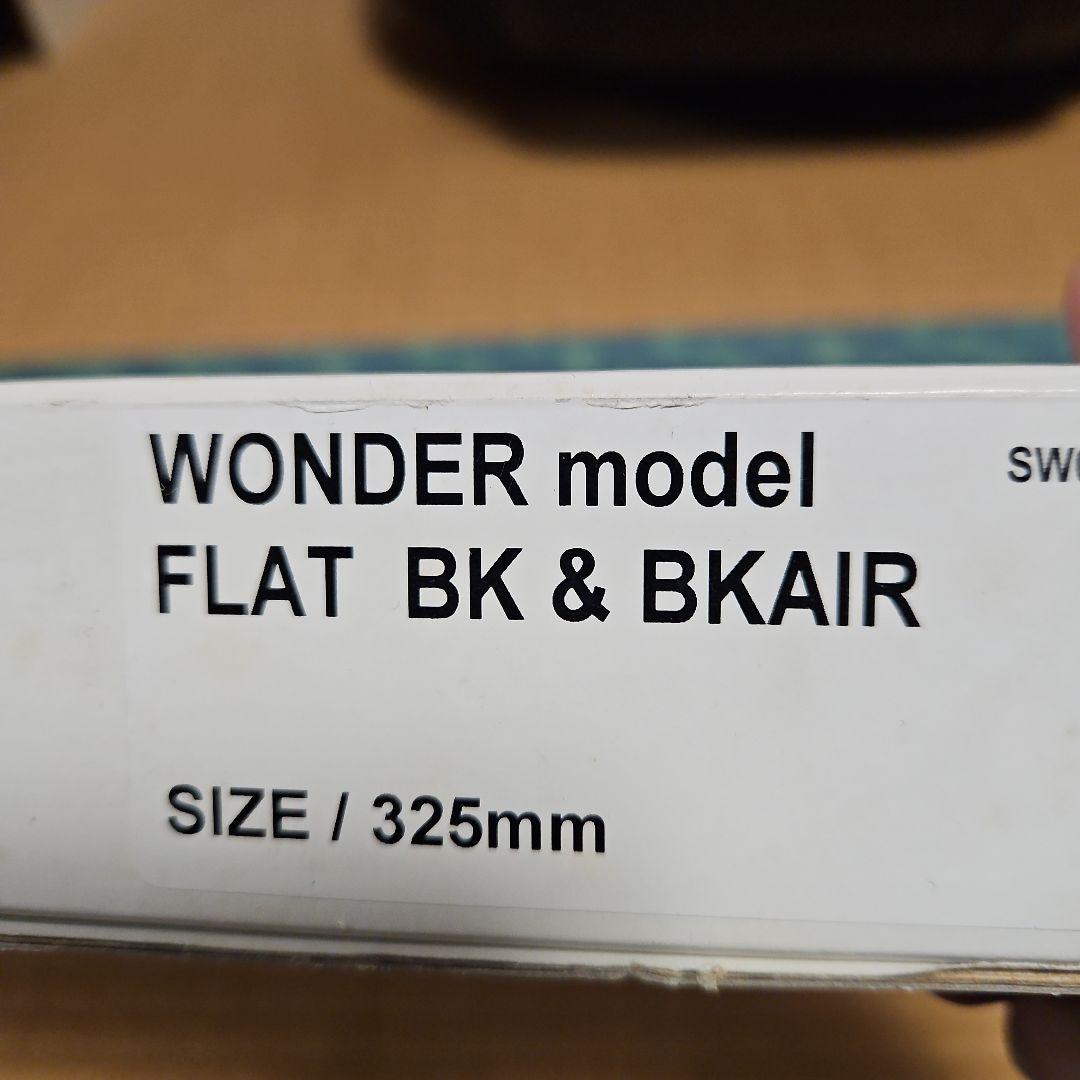 WONDER model
FLAT BK & BKAIR
SIZE / 325mm